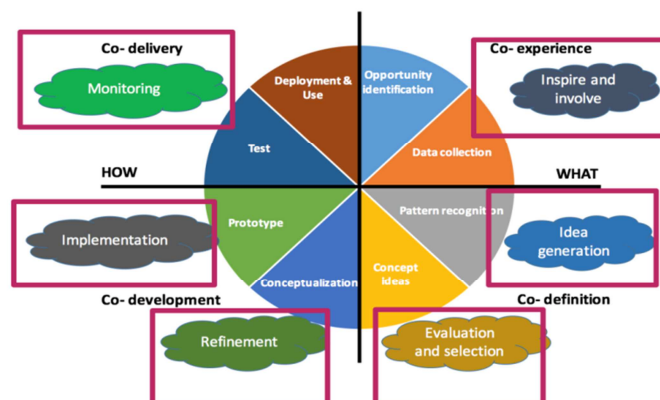 Co- delivery
Monitoring
Co- experience
Inspire and
involve
Deployment &
Use
Opportunity
identification
Test
Data collection
HOW
WHAT
Prototype
Pattern recognition
Implementation
Idea
generation
Conceptualization
Concept
ideas
Co- development
Co- definition
Refinement
Evaluation
and selection